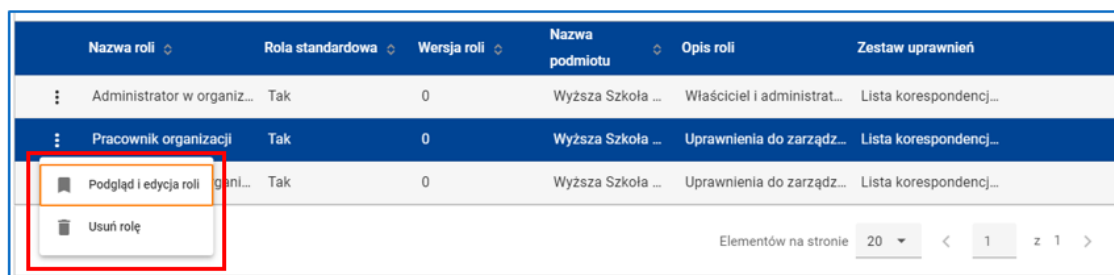 Nazwa roli Rola standardowa Wersja roli Nazwa podmiotu Opis roli Zestaw uprawnień
Administrator w organiz... Tak 0 Wyższa Szkoła ... Właściciel i administrat... Lista korespondencj...
Pracownik organizacji Tak 0 Wyższa Szkoła ... Uprawnienia do zarządz... Lista korespondencj...
Podgląd i edycja roli gani... Tak 0 Wyższa Szkoła ... Uprawnienia do zarządz... Lista korespondencj...
Usuń rolę
Elementów na stronie 20 1 z 1